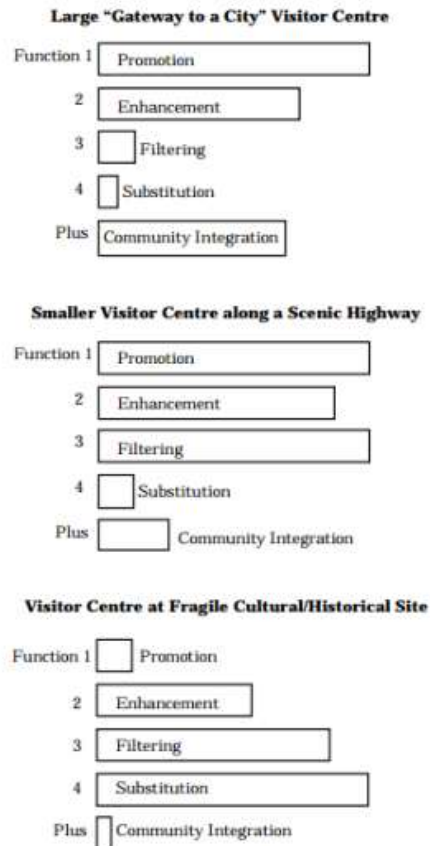 Large “Gateway to a City” Visitor Centre
Function 1 Promotion
2 Enhancement
3 Filtering
4 Substitution
Plus Community Integration
Smaller Visitor Centre along a Scenic Highway
Function 1 Promotion
2 Enhancement
3 Filtering
4 Substitution
Plus Community Integration
Visitor Centre at Fragile Cultural/Historical Site
Function 1 Promotion
2 Enhancement
3 Filtering
4 Substitution
Plus Community Integration